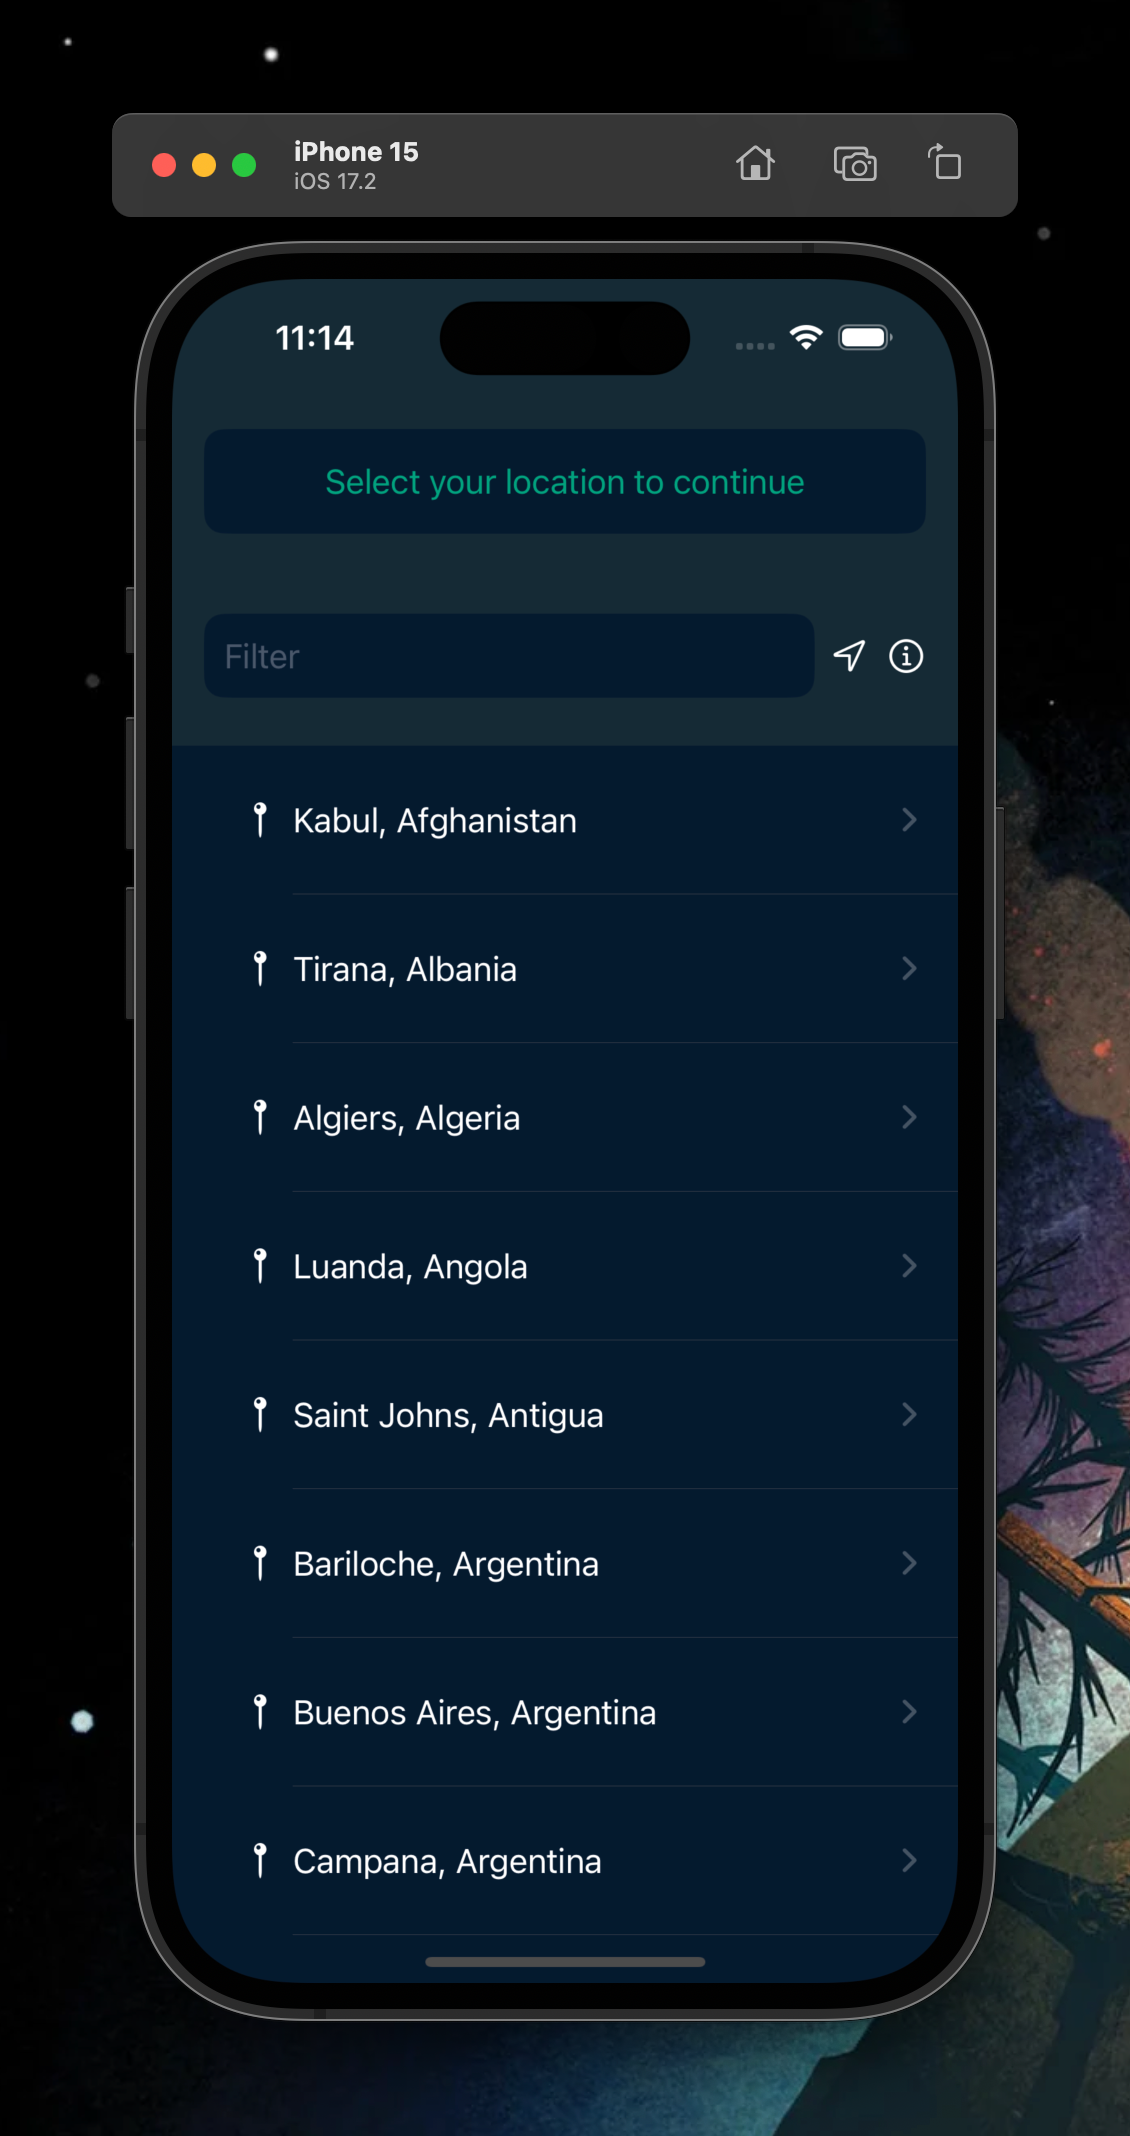 iPhone 15
iOS 17.2
11:14
Select your location to continue
Filter
Kabul, Afghanistan
Tirana, Albania
Algiers, Algeria
Luanda, Angola
Saint Johns, Antigua
Bariloche, Argentina
Buenos Aires, Argentina
Campana, Argentina